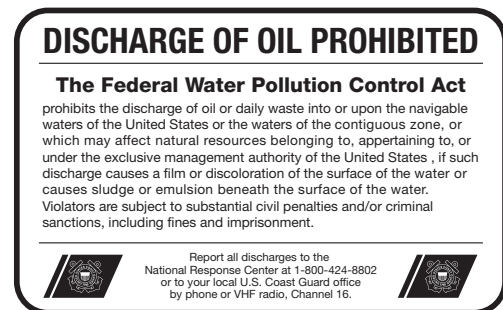 DISCHARGE OF OIL PROHIBITED
The Federal Water Pollution Control Act
prohibits the discharge of oil or daily waste into or upon the navigable
waters of the United States or the waters of the contiguous zone, or
which may affect natural resources belonging to, appertaining to, or
under the exclusive management authority of the United States , if such
discharge causes a film or discoloration of the surface of the water or
causes sludge or emulsion beneath the surface of the water.
Violators are subject to substantial civil penalties and/or criminal
sanctions, including fines and imprisonment.
Report all discharges to the
National Response Center at 1-800-424-8802
or to your local U.S. Coast Guard office
by phone or VHF radio, Channel 16.